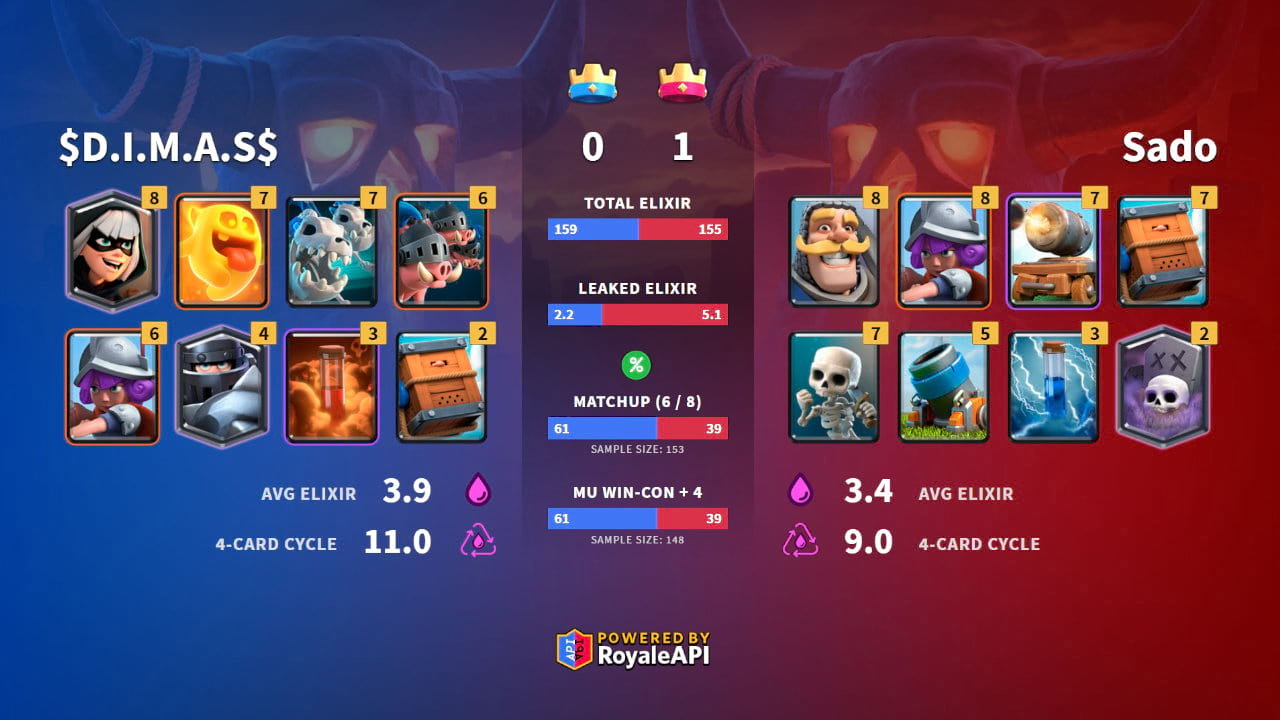 0 1
$D.I.M.A.S$
Sado
8 7 7 6
6 4 3 2
AVG ELIXIR 3.9
4-CARD CYCLE 11.0
TOTAL ELIXIR
159 155
LEAKED ELIXIR
2.2 5.1
%
MATCHUP (6 / 8)
61 39
SAMPLE SIZE: 153
MU WIN-CON + 4
61 39
SAMPLE SIZE: 148
8 8 7 7
7 5 3 2
XX
3.4 AVG ELIXIR
9.0 4-CARD CYCLE
API
API
POWERED BY
RoyaleAPI